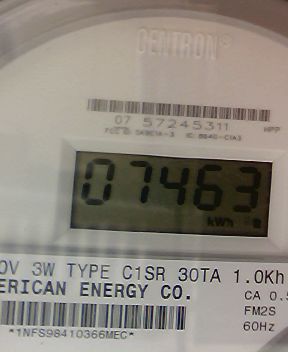 CENTRON®
07 57245311 HPP
07463
kWh
0V 3W TYPE C1SR 30TA 1.0Kh
ERICAN ENERGY CO.
CA 0.5
FM2S
60Hz
*1NFS98410366MEC*